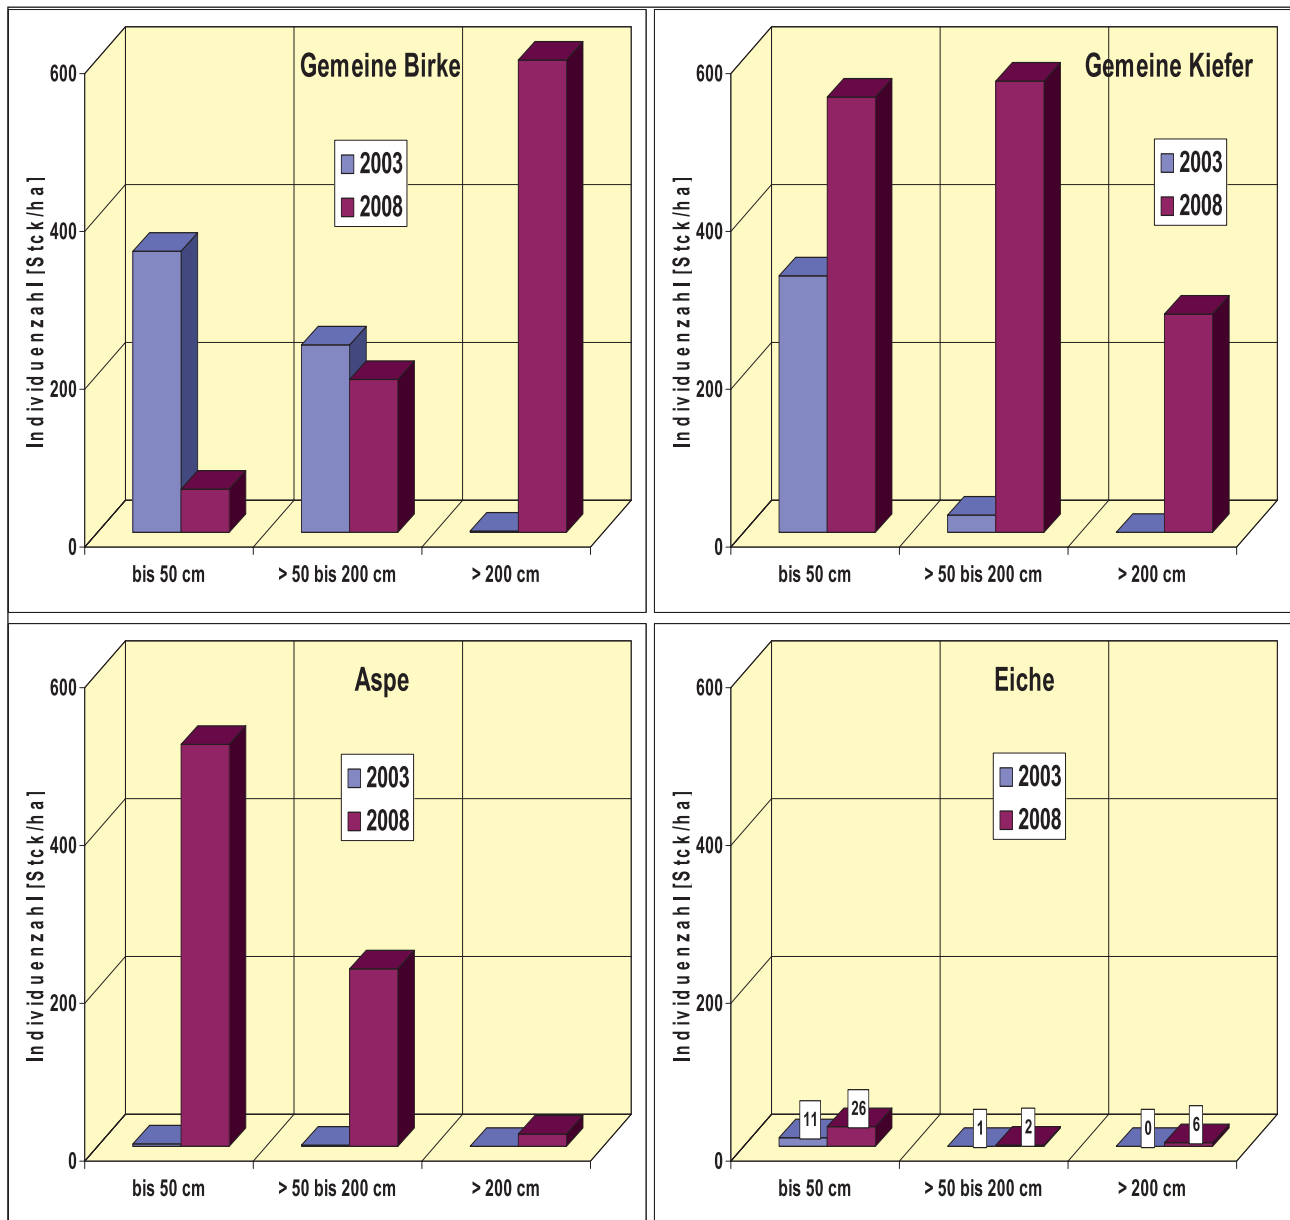 Gemeine Birke
600
400
200
0
Individuenzahl [Stck/ha]
2003
2008
bis 50 cm
> 50 bis 200 cm
> 200 cm
Gemeine Kiefer
600
400
200
0
Individuenzahl [Stck/ha]
2003
2008
bis 50 cm
> 50 bis 200 cm
> 200 cm
Aspe
600
400
200
0
Individuenzahl [Stck/ha]
2003
2008
bis 50 cm
> 50 bis 200 cm
> 200 cm
Eiche
600
400
200
0
Individuenzahl [Stck/ha]
2003
2008
11
26
1
2
0
6
bis 50 cm
> 50 bis 200 cm
> 200 cm